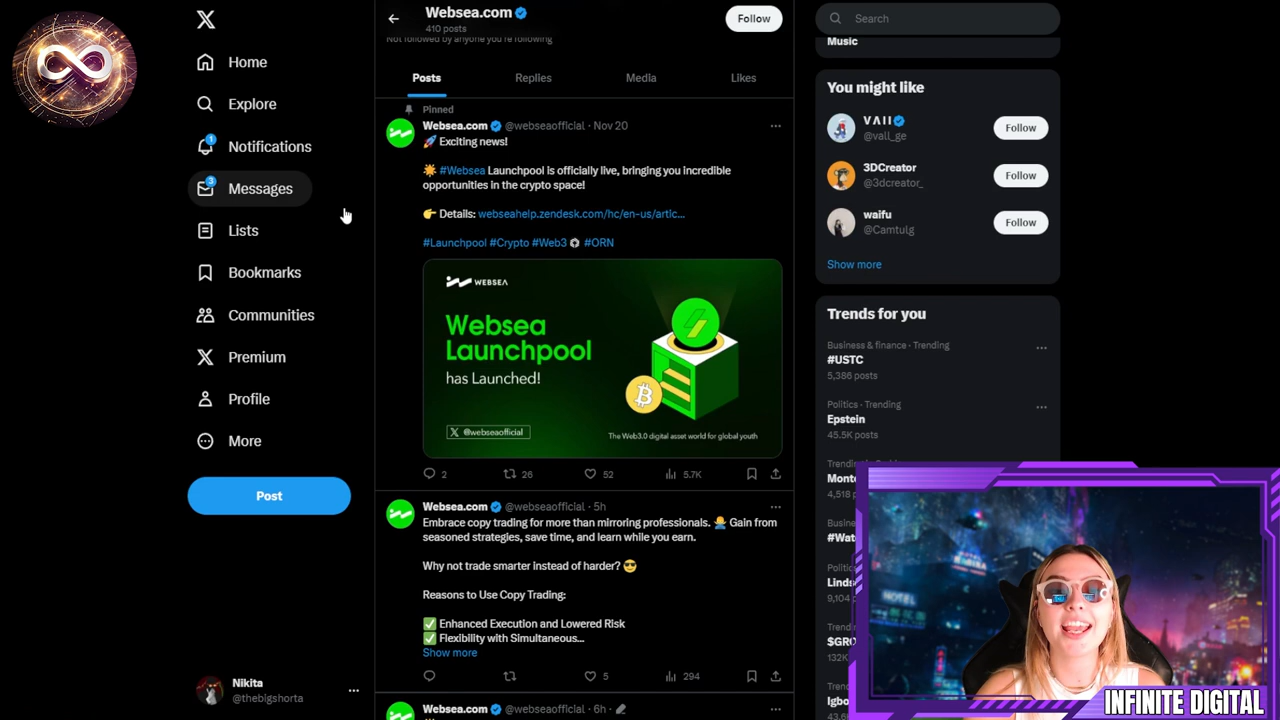 Home
Explore
1
Notifications
3
Messages
Lists
Bookmarks
Communities
Premium
Profile
More
Post
Nikita
@thebigshorta
Websea.com
410 posts
Follow
Not followed by anyone you're following
Posts Replies Media Likes
Pinned
Websea.com @webseaofficial · Nov 20
🚀 Exciting news!
☀️ #Websea Launchpool is officially live, bringing you incredible
opportunities in the crypto space!
👉 Details: webseahelp.zendesk.com/hc/en-us/artic…
#Launchpool #Crypto #Web3 #ORN
WEBSEA
Websea
Launchpool
has Launched!
@webseaofficial
The Web3.0 digital asset world for global youth
2 26 52 5.7K
Websea.com @webseaofficial · 5h
Embrace copy trading for more than mirroring professionals. Gain from
seasoned strategies, save time, and learn while you earn.
Why not trade smarter instead of harder? 😎
Reasons to Use Copy Trading:
✅ Enhanced Execution and Lowered Risk
✅ Flexibility with Simultaneous...
Show more
5 294
Websea.com @webseaofficial · 6h
Search
Music
You might like
VΛII
@vall_ge
Follow
3DCreator
@3dcreator_
Follow
waifu
@Camtulg
Follow
Show more
Trends for you
Business & finance · Trending
#USTC
5,386 posts
Politics · Trending
Epstein
45.5K posts
4,518
9,104
132K
INFINITE DIGITAL